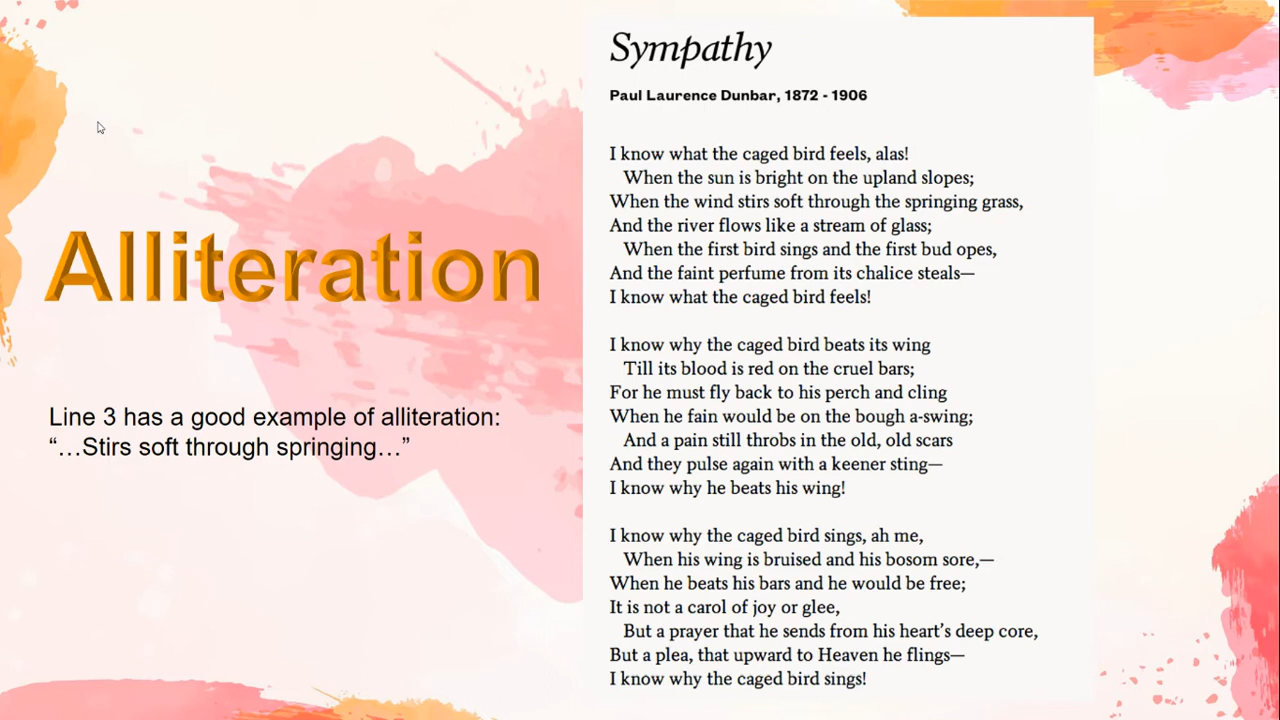 Alliteration
Line 3 has a good example of alliteration:
“…Stirs soft through springing…”
Sympathy
Paul Laurence Dunbar, 1872 - 1906
I know what the caged bird feels, alas!
When the sun is bright on the upland slopes;
When the wind stirs soft through the springing grass,
And the river flows like a stream of glass;
When the first bird sings and the first bud opes,
And the faint perfume from its chalice steals—
I know what the caged bird feels!
I know why the caged bird beats its wing
Till its blood is red on the cruel bars;
For he must fly back to his perch and cling
When he fain would be on the bough a-swing;
And a pain still throbs in the old, old scars
And they pulse again with a keener sting—
I know why he beats his wing!
I know why the caged bird sings, ah me,
When his wing is bruised and his bosom sore,—
When he beats his bars and he would be free;
It is not a carol of joy or glee,
But a prayer that he sends from his heart’s deep core,
But a plea, that upward to Heaven he flings—
I know why the caged bird sings!